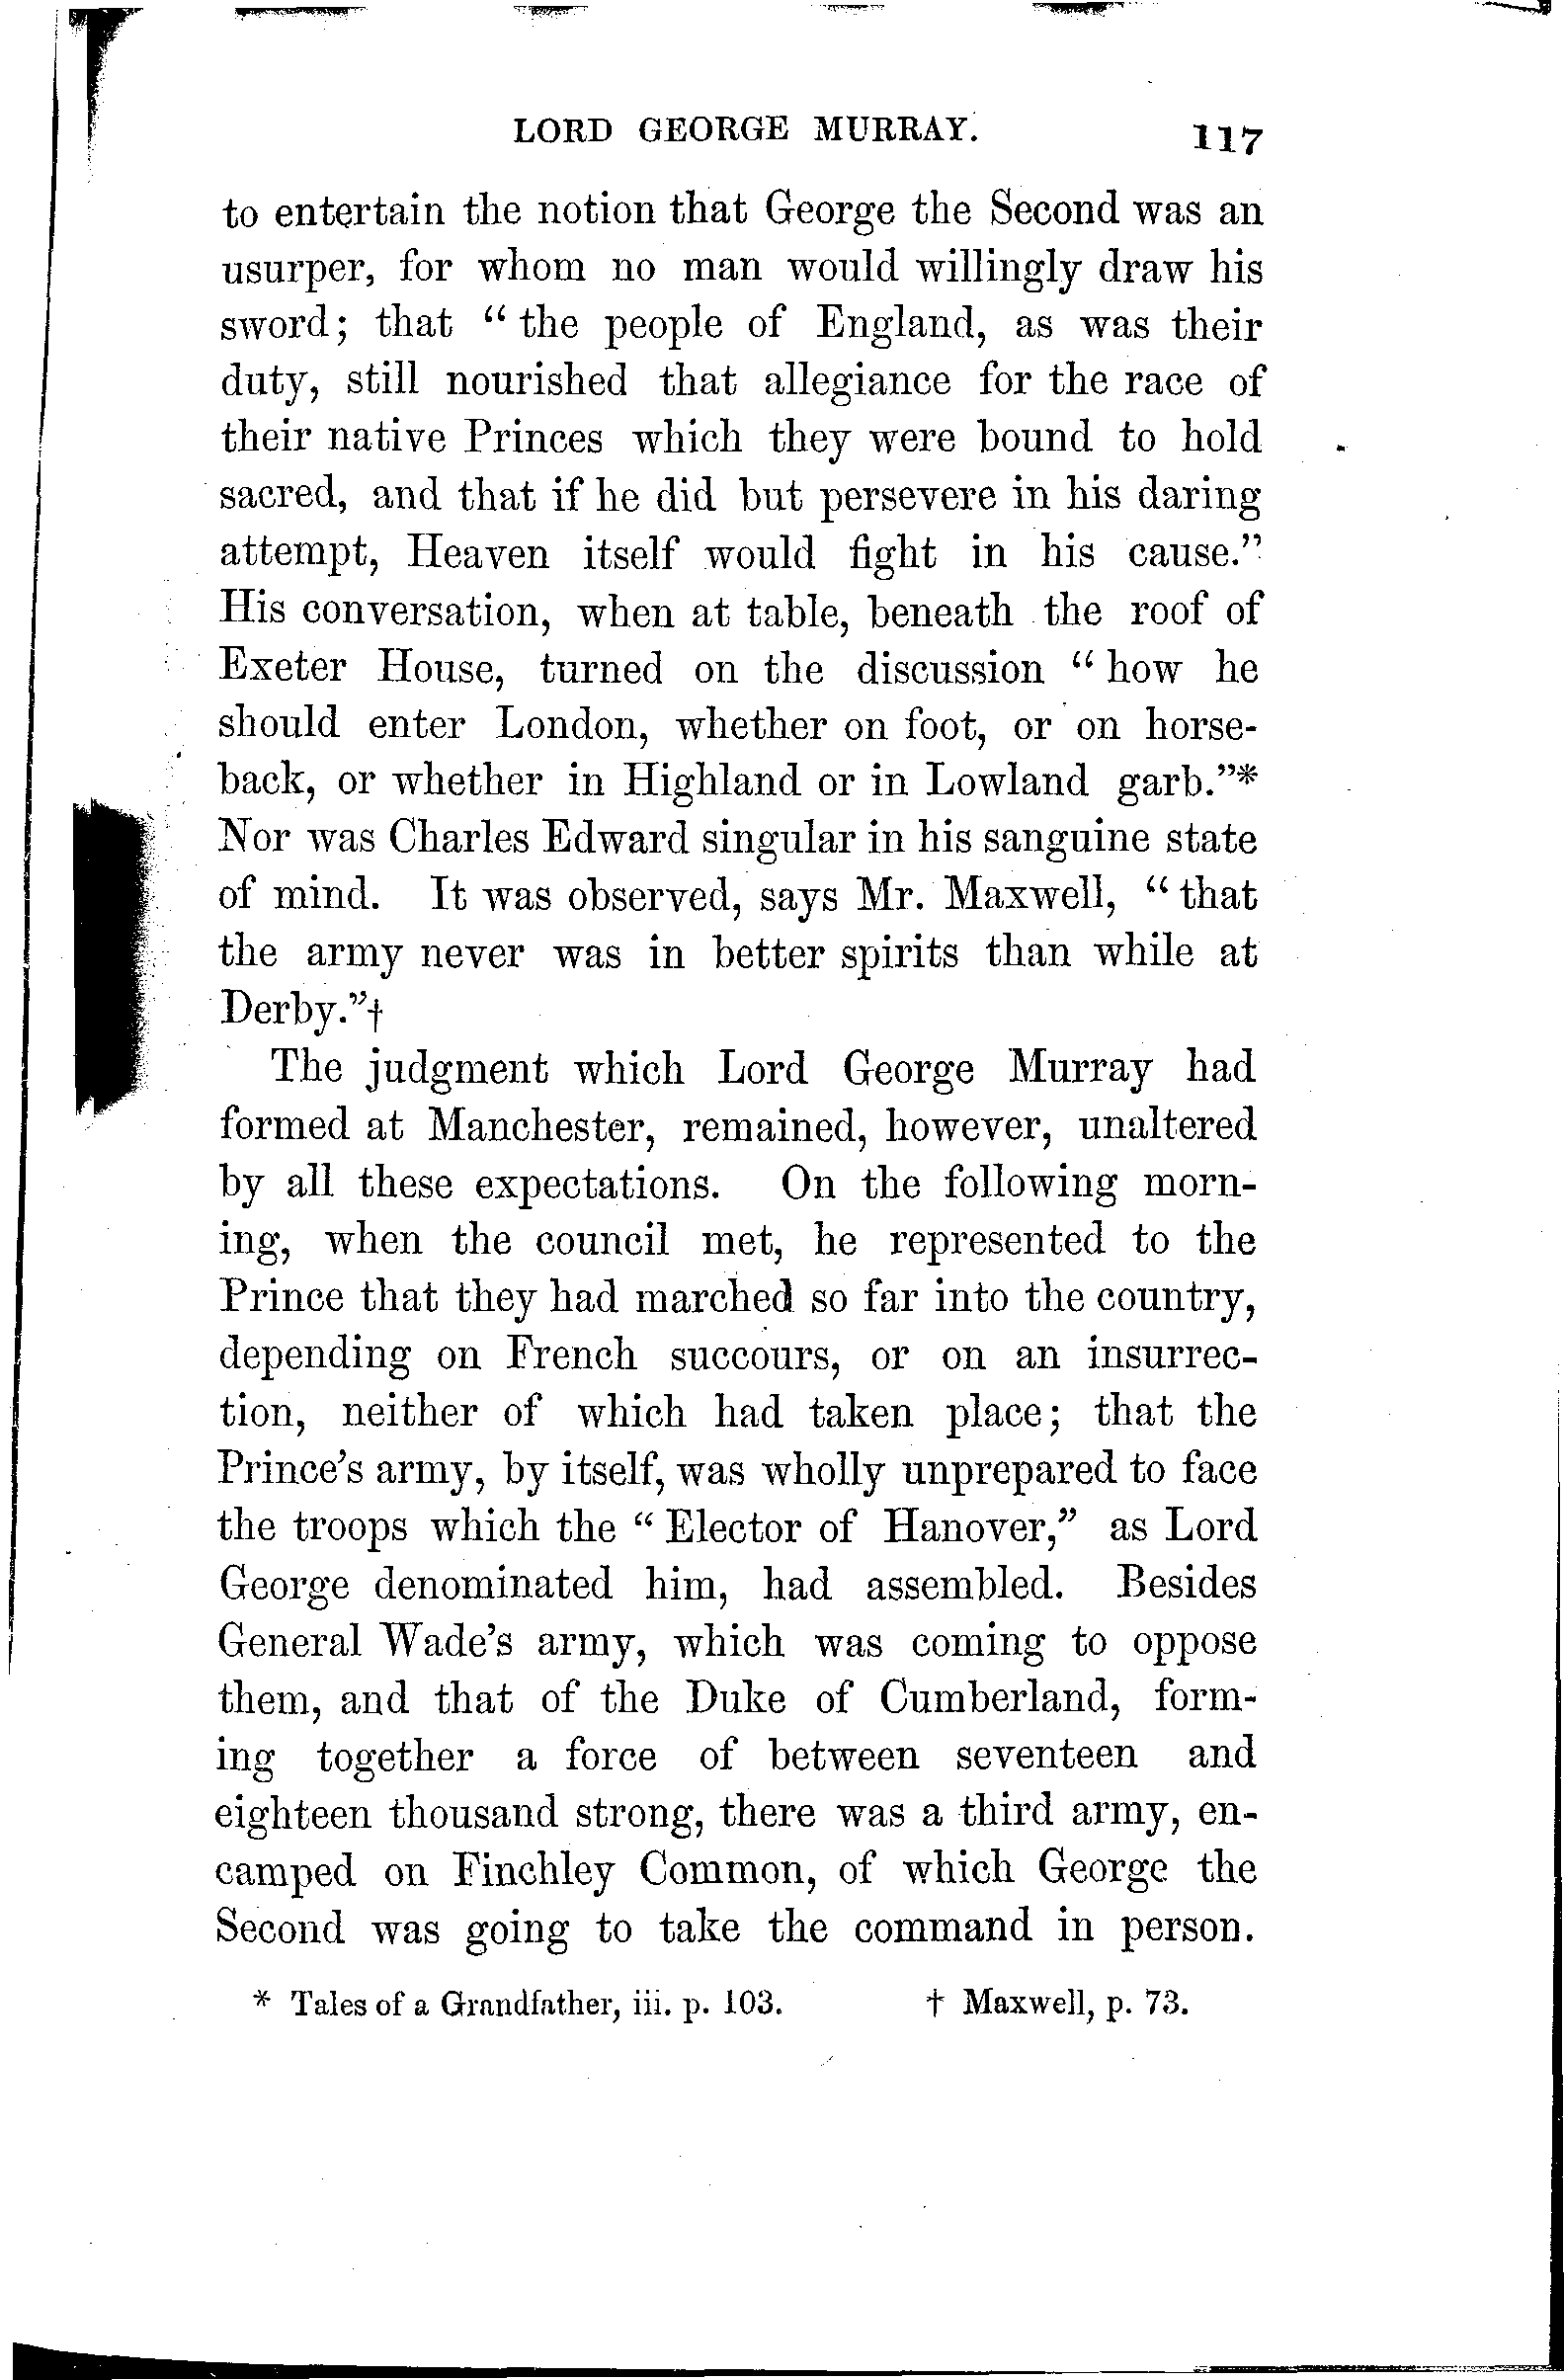 LORD GEORGE MURRAY. 117
to entertain the notion that George the Second was an
usurper, for whom no man would willingly draw his
sword; that “ the people of England, as was their
duty, still nourished that allegiance for the race of
their native Princes which they were bound to hold
sacred, and that if he did but persevere in his daring
attempt, Heaven itself would fight in his cause.”
His conversation, when at table, beneath the roof of
Exeter House, turned on the discussion “ how he
should enter London, whether on foot, or on horse-
back, or whether in Highland or in Lowland garb.”*
Nor was Charles Edward singular in his sanguine state
of mind. It was observed, says Mr. Maxwell, “ that
the army never was in better spirits than while at
Derby.”†
The judgment which Lord George Murray had
formed at Manchester, remained, however, unaltered
by all these expectations. On the following morn-
ing, when the council met, he represented to the
Prince that they had marched so far into the country,
depending on French succours, or on an insurrec-
tion, neither of which had taken place; that the
Prince’s army, by itself, was wholly unprepared to face
the troops which the “ Elector of Hanover,” as Lord
George denominated him, had assembled. Besides
General Wade’s army, which was coming to oppose
them, and that of the Duke of Cumberland, form-
ing together a force of between seventeen and
eighteen thousand strong, there was a third army, en-
camped on Finchley Common, of which George the
Second was going to take the command in person.
* Tales of a Grandfather, iii. p. 103. † Maxwell, p. 73.